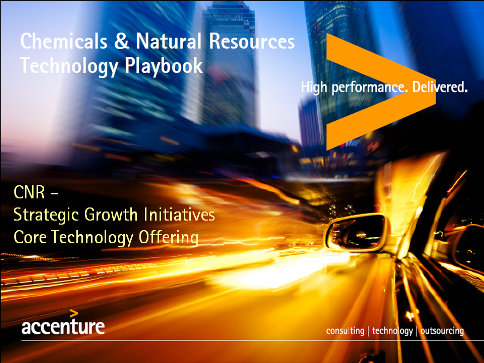 Chemicals & Natural Resources
Technology Playbook
High performance. Delivered.
CNR –
Strategic Growth Initiatives
Core Technology Offering
accenture
consulting | technology | outsourcing